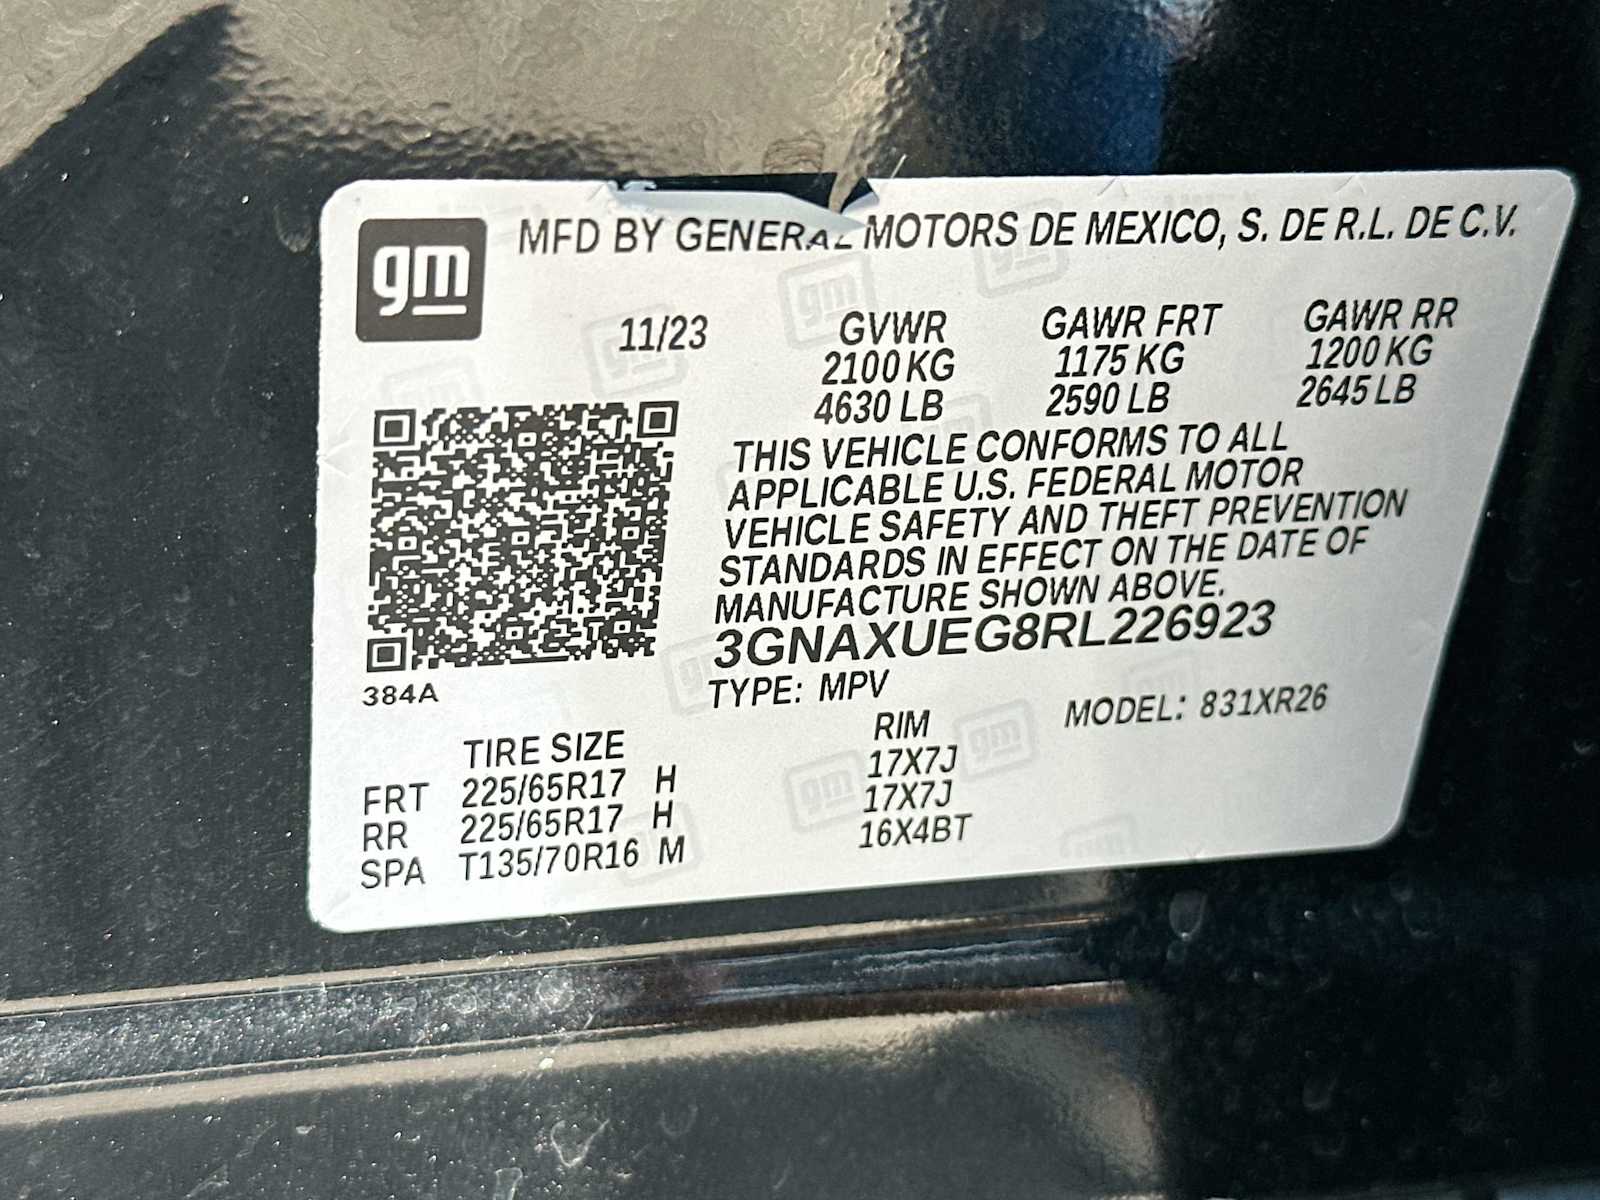 gm
MFD BY GENERAL MOTORS DE MEXICO, S. DE R.L. DE C.V.
11/23
GVWR GAWR FRT GAWR RR
2100 KG 1175 KG 1200 KG
4630 LB 2590 LB 2645 LB
THIS VEHICLE CONFORMS TO ALL
APPLICABLE U.S. FEDERAL MOTOR
VEHICLE SAFETY AND THEFT PREVENTION
STANDARDS IN EFFECT ON THE DATE OF
MANUFACTURE SHOWN ABOVE.
3GNAXUEG8RL226923
384A
TYPE: MPV MODEL: 831XR26
TIRE SIZE RIM
FRT 225/65R17 H 17X7J
RR 225/65R17 H 17X7J
SPA T135/70R16 M 16X4BT